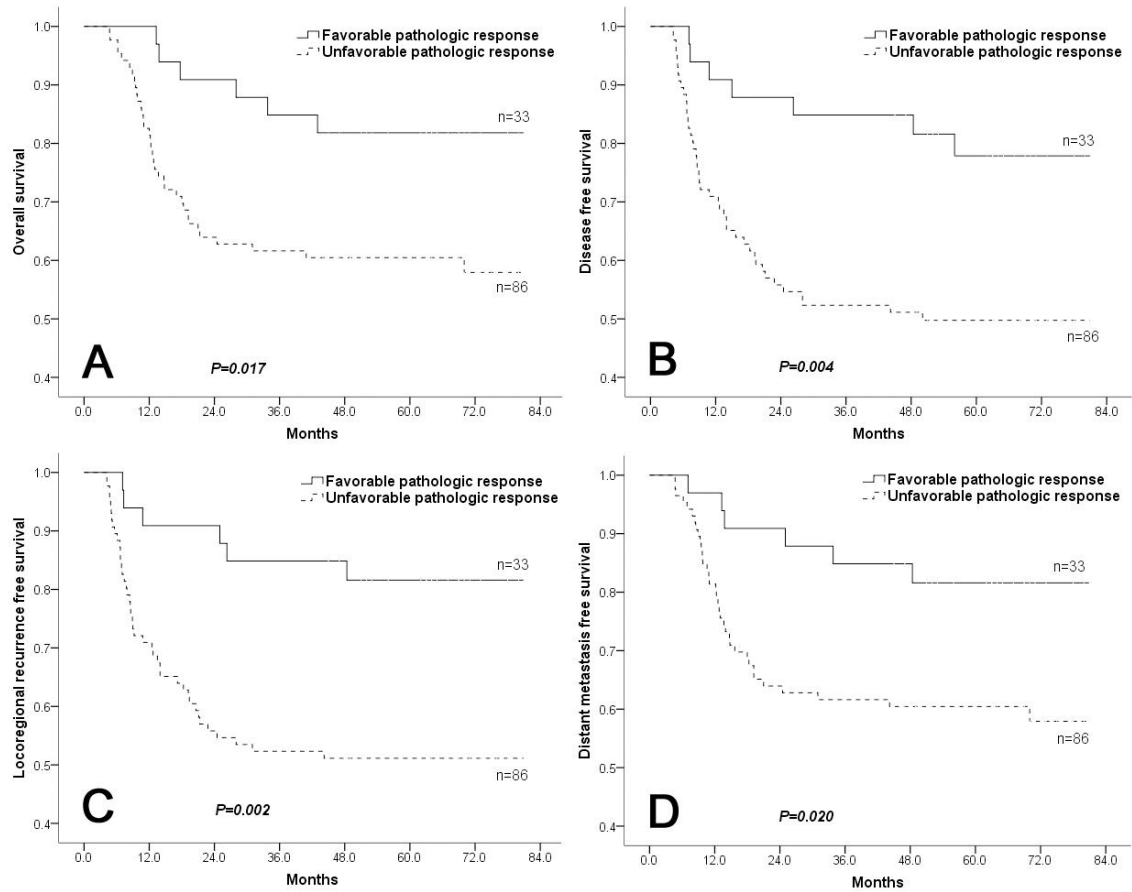 Overall survival
1.0
0.9
0.8
0.7
0.6
0.5
0.4
Favorable pathologic response
Unfavorable pathologic response
n=33
n=86
A
P=0.017
0.0 12.0 24.0 36.0 48.0 60.0 72.0 84.0
Months
Disease free survival
1.0
0.9
0.8
0.7
0.6
0.5
0.4
Favorable pathologic response
Unfavorable pathologic response
n=33
n=86
B
P=0.004
0.0 12.0 24.0 36.0 48.0 60.0 72.0 84.0
Months
Locoregional recurrence free survival
1.0
0.9
0.8
0.7
0.6
0.5
0.4
Favorable pathologic response
Unfavorable pathologic response
n=33
n=86
C
P=0.002
0.0 12.0 24.0 36.0 48.0 60.0 72.0 84.0
Months
Distant metastasis free survival
1.0
0.9
0.8
0.7
0.6
0.5
0.4
Favorable pathologic response
Unfavorable pathologic response
n=33
n=86
D
P=0.020
0.0 12.0 24.0 36.0 48.0 60.0 72.0 84.0
Months